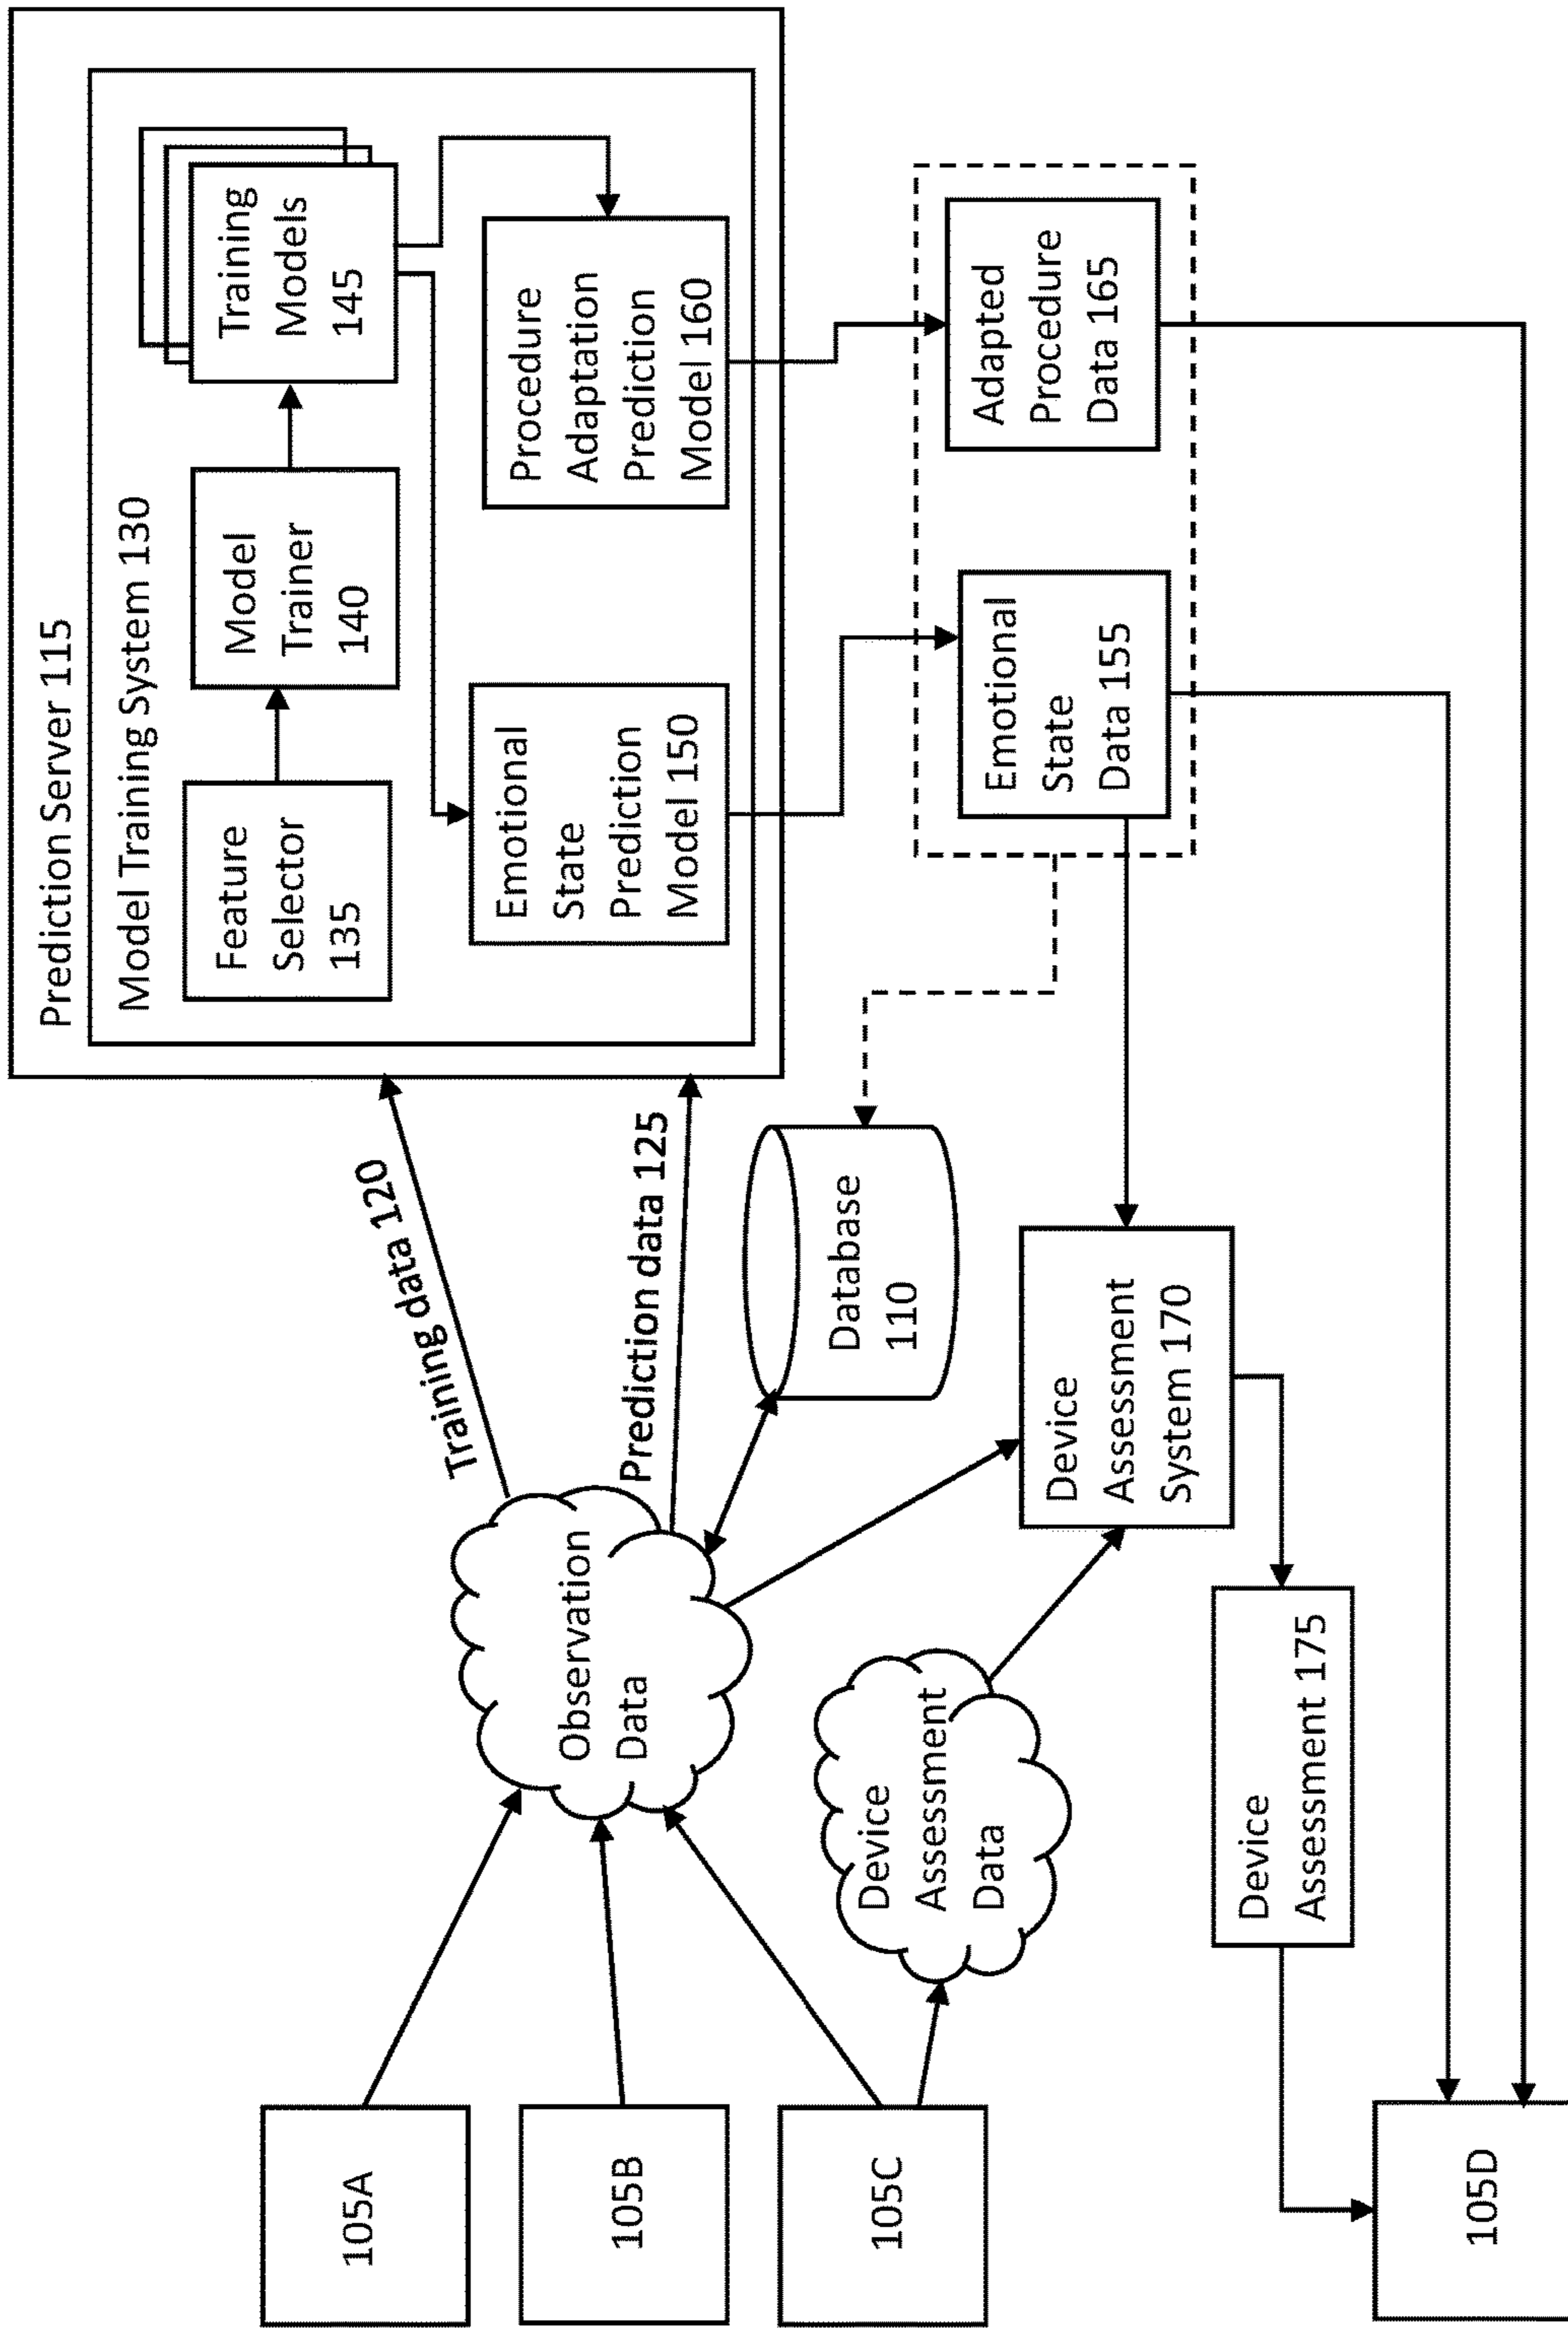 Prediction Server 115
Model Training System 130
Feature
Selector
135
Model
Trainer
140
Training
Models
145
Emotional
State
Prediction
Model 150
Procedure
Adaptation
Prediction
Model 160
Training data 120
Prediction data 125
105A
105B
105C
Observation
Data
Database
110
Emotional
State
Data 155
Adapted
Procedure
Data 165
Device
Assessment
Data
Device
Assessment
System 170
Device
Assessment 175
105D